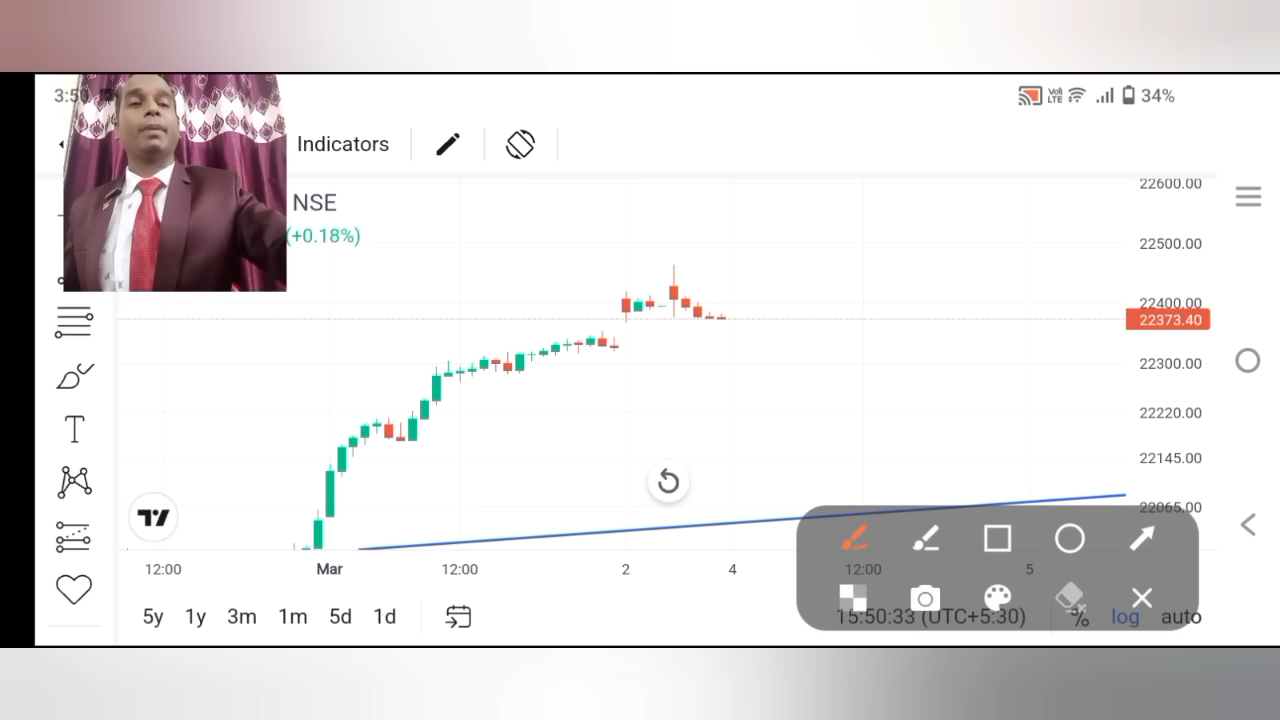 3:50
VoLTE
34%
Indicators
NSE
(+0.18%)
22600.00
22500.00
22400.00
22373.40
22300.00
22220.00
22145.00
22065.00
12:00
Mar
12:00
2
4
12:00
5
5y
1y
3m
1m
5d
1d
15:50:33 (UTC+5:30)
%
log
auto